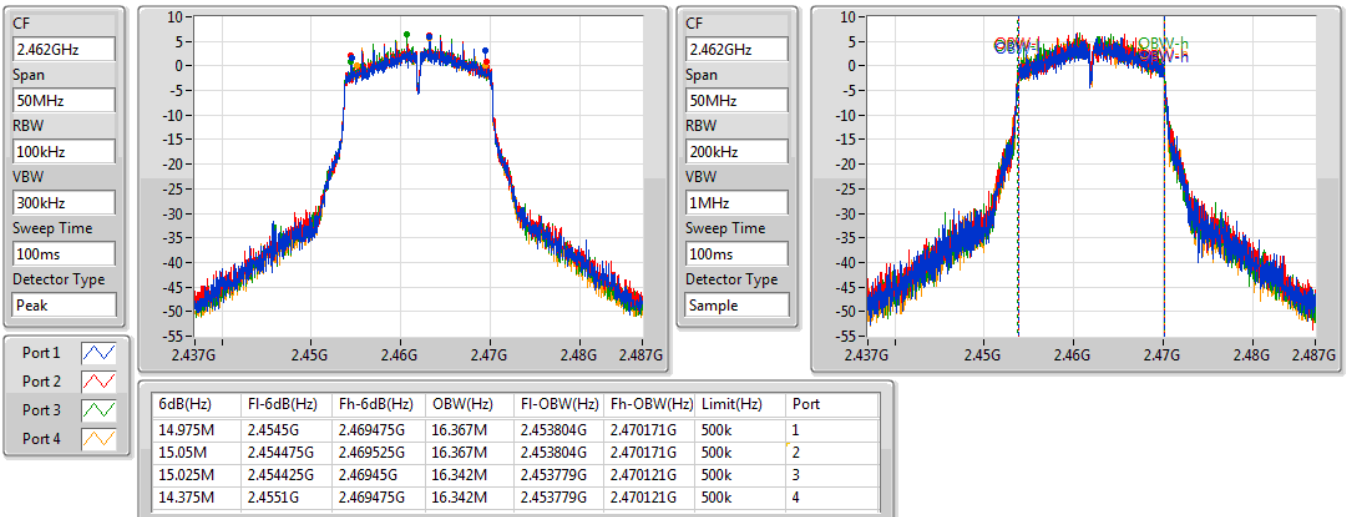 CF
2.462GHz
Span
50MHz
RBW
100kHz
VBW
300kHz
Sweep Time
100ms
Detector Type
Peak
10
5
0
-5
-10
-15
-20
-25
-30
-35
-40
-45
-50
-55
2.437G 2.45G 2.46G 2.47G 2.48G 2.487G
CF
2.462GHz
Span
50MHz
RBW
200kHz
VBW
1MHz
Sweep Time
100ms
Detector Type
Sample
10
5
0
-5
-10
-15
-20
-25
-30
-35
-40
-45
-50
-55
OBW-l OBW-h
OBW-h
2.437G 2.45G 2.46G 2.47G 2.48G 2.487G
Port 1
Port 2
Port 3
Port 4
6dB(Hz) Fl-6dB(Hz) Fh-6dB(Hz) OBW(Hz) Fl-OBW(Hz) Fh-OBW(Hz) Limit(Hz) Port
14.975M 2.4545G 2.469475G 16.367M 2.453804G 2.470171G 500k 1
15.05M 2.454475G 2.469525G 16.367M 2.453804G 2.470171G 500k 2
15.025M 2.454425G 2.46945G 16.342M 2.453779G 2.470121G 500k 3
14.375M 2.4551G 2.469475G 16.342M 2.453779G 2.470121G 500k 4